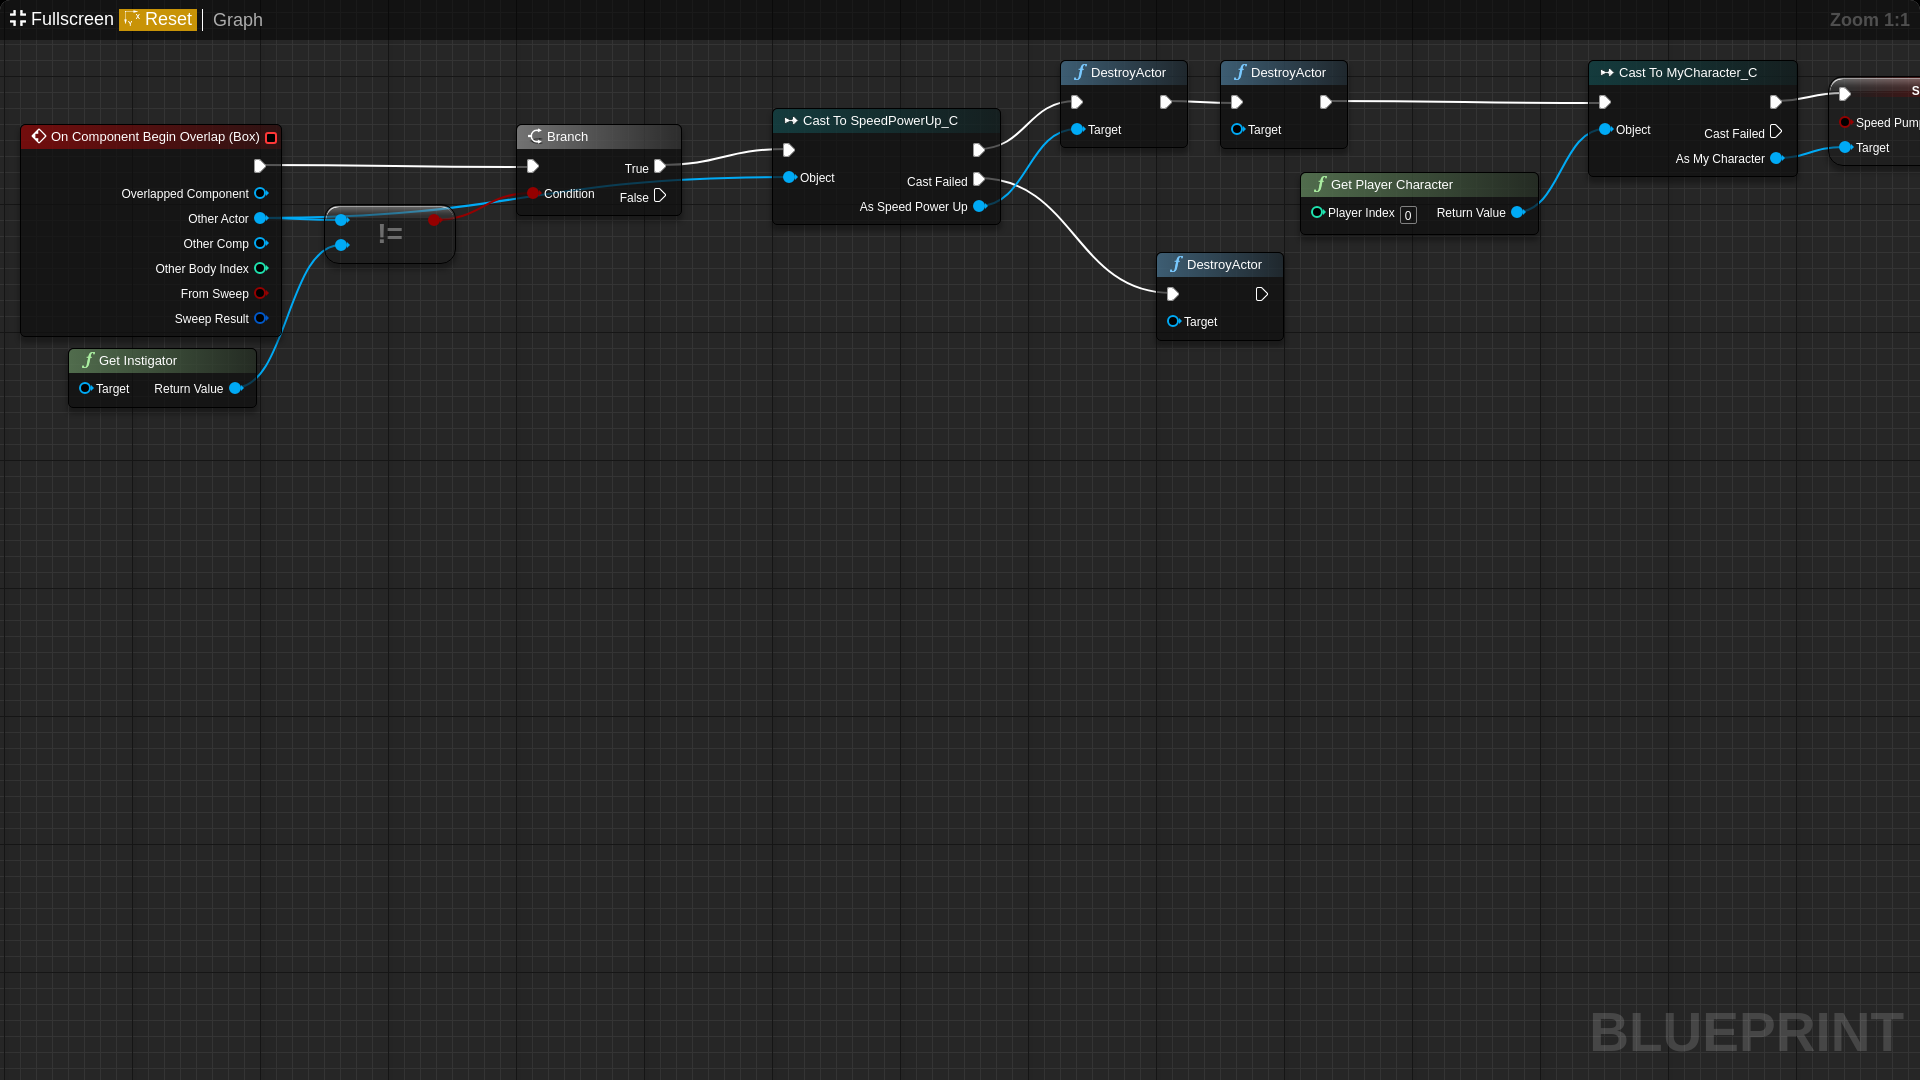 Fullscreen Reset Graph
Zoom 1:1
On Component Begin Overlap (Box)
Overlapped Component
Other Actor
Other Comp
Other Body Index
From Sweep
Sweep Result
Get Instigator
Target Return Value
!=
Branch
True
Condition
False
Cast To SpeedPowerUp_C
Object
Cast Failed
As Speed Power Up
DestroyActor
Target
DestroyActor
Target
DestroyActor
Target
Get Player Character
Player Index 0 Return Value
Cast To MyCharacter_C
Object
Cast Failed
As My Character
S
Speed Pump
Target
BLUEPRINT